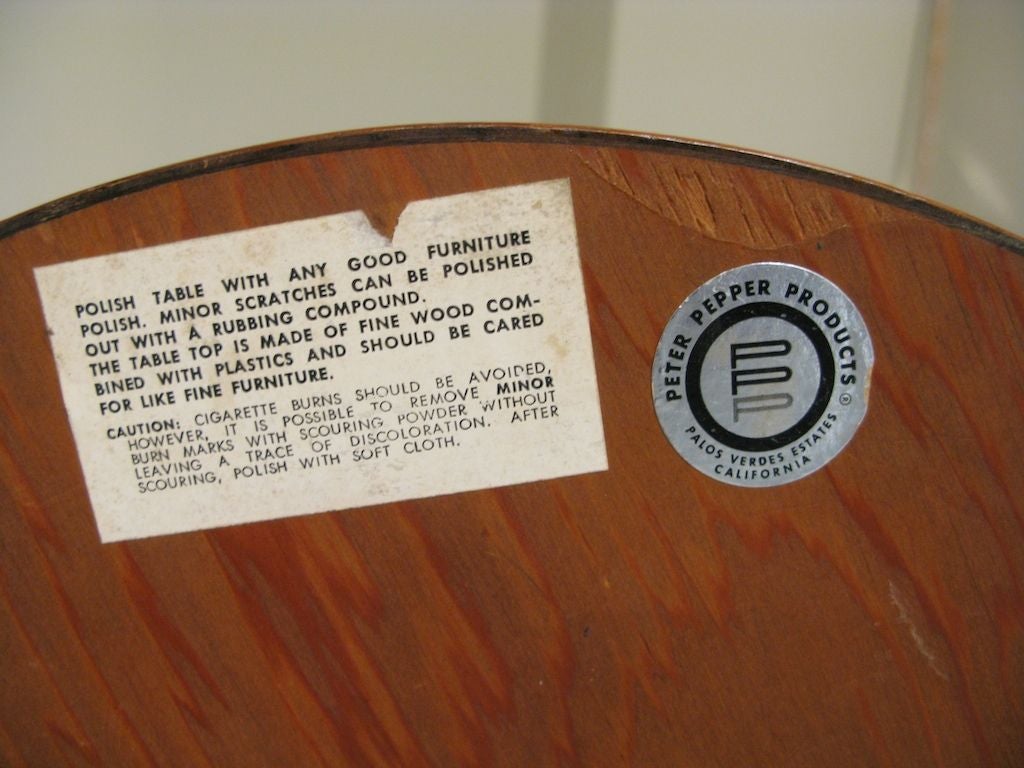 POLISH TABLE WITH ANY GOOD FURNITURE
POLISH. MINOR SCRATCHES CAN BE POLISHED
OUT WITH A RUBBING COMPOUND.
THE TABLE TOP IS MADE OF FINE WOOD COM-
BINED WITH PLASTICS AND SHOULD BE CARED
FOR LIKE FINE FURNITURE.
CAUTION: CIGARETTE BURNS SHOULD BE AVOIDED,
HOWEVER, IT IS POSSIBLE TO REMOVE MINOR
BURN MARKS WITH SCOURING POWDER WITHOUT
LEAVING A TRACE OF DISCOLORATION. AFTER
SCOURING, POLISH WITH SOFT CLOTH.
PETER PEPPER PRODUCTS ®
PPP
PALOS VERDES ESTATES
CALIFORNIA